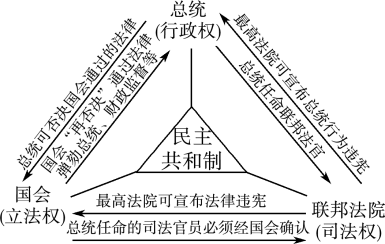 总统
(行政权)
总统可否决国会通过的法律
国会“再否决”通过法律
弹劾总统、财政监督等
最高法院可宣布总统行为违宪
总统任命联邦法官
民主
共和制
国会
(立法权)
最高法院可宣布法律违宪
总统任命的司法官员必须经国会确认
联邦法院
(司法权)